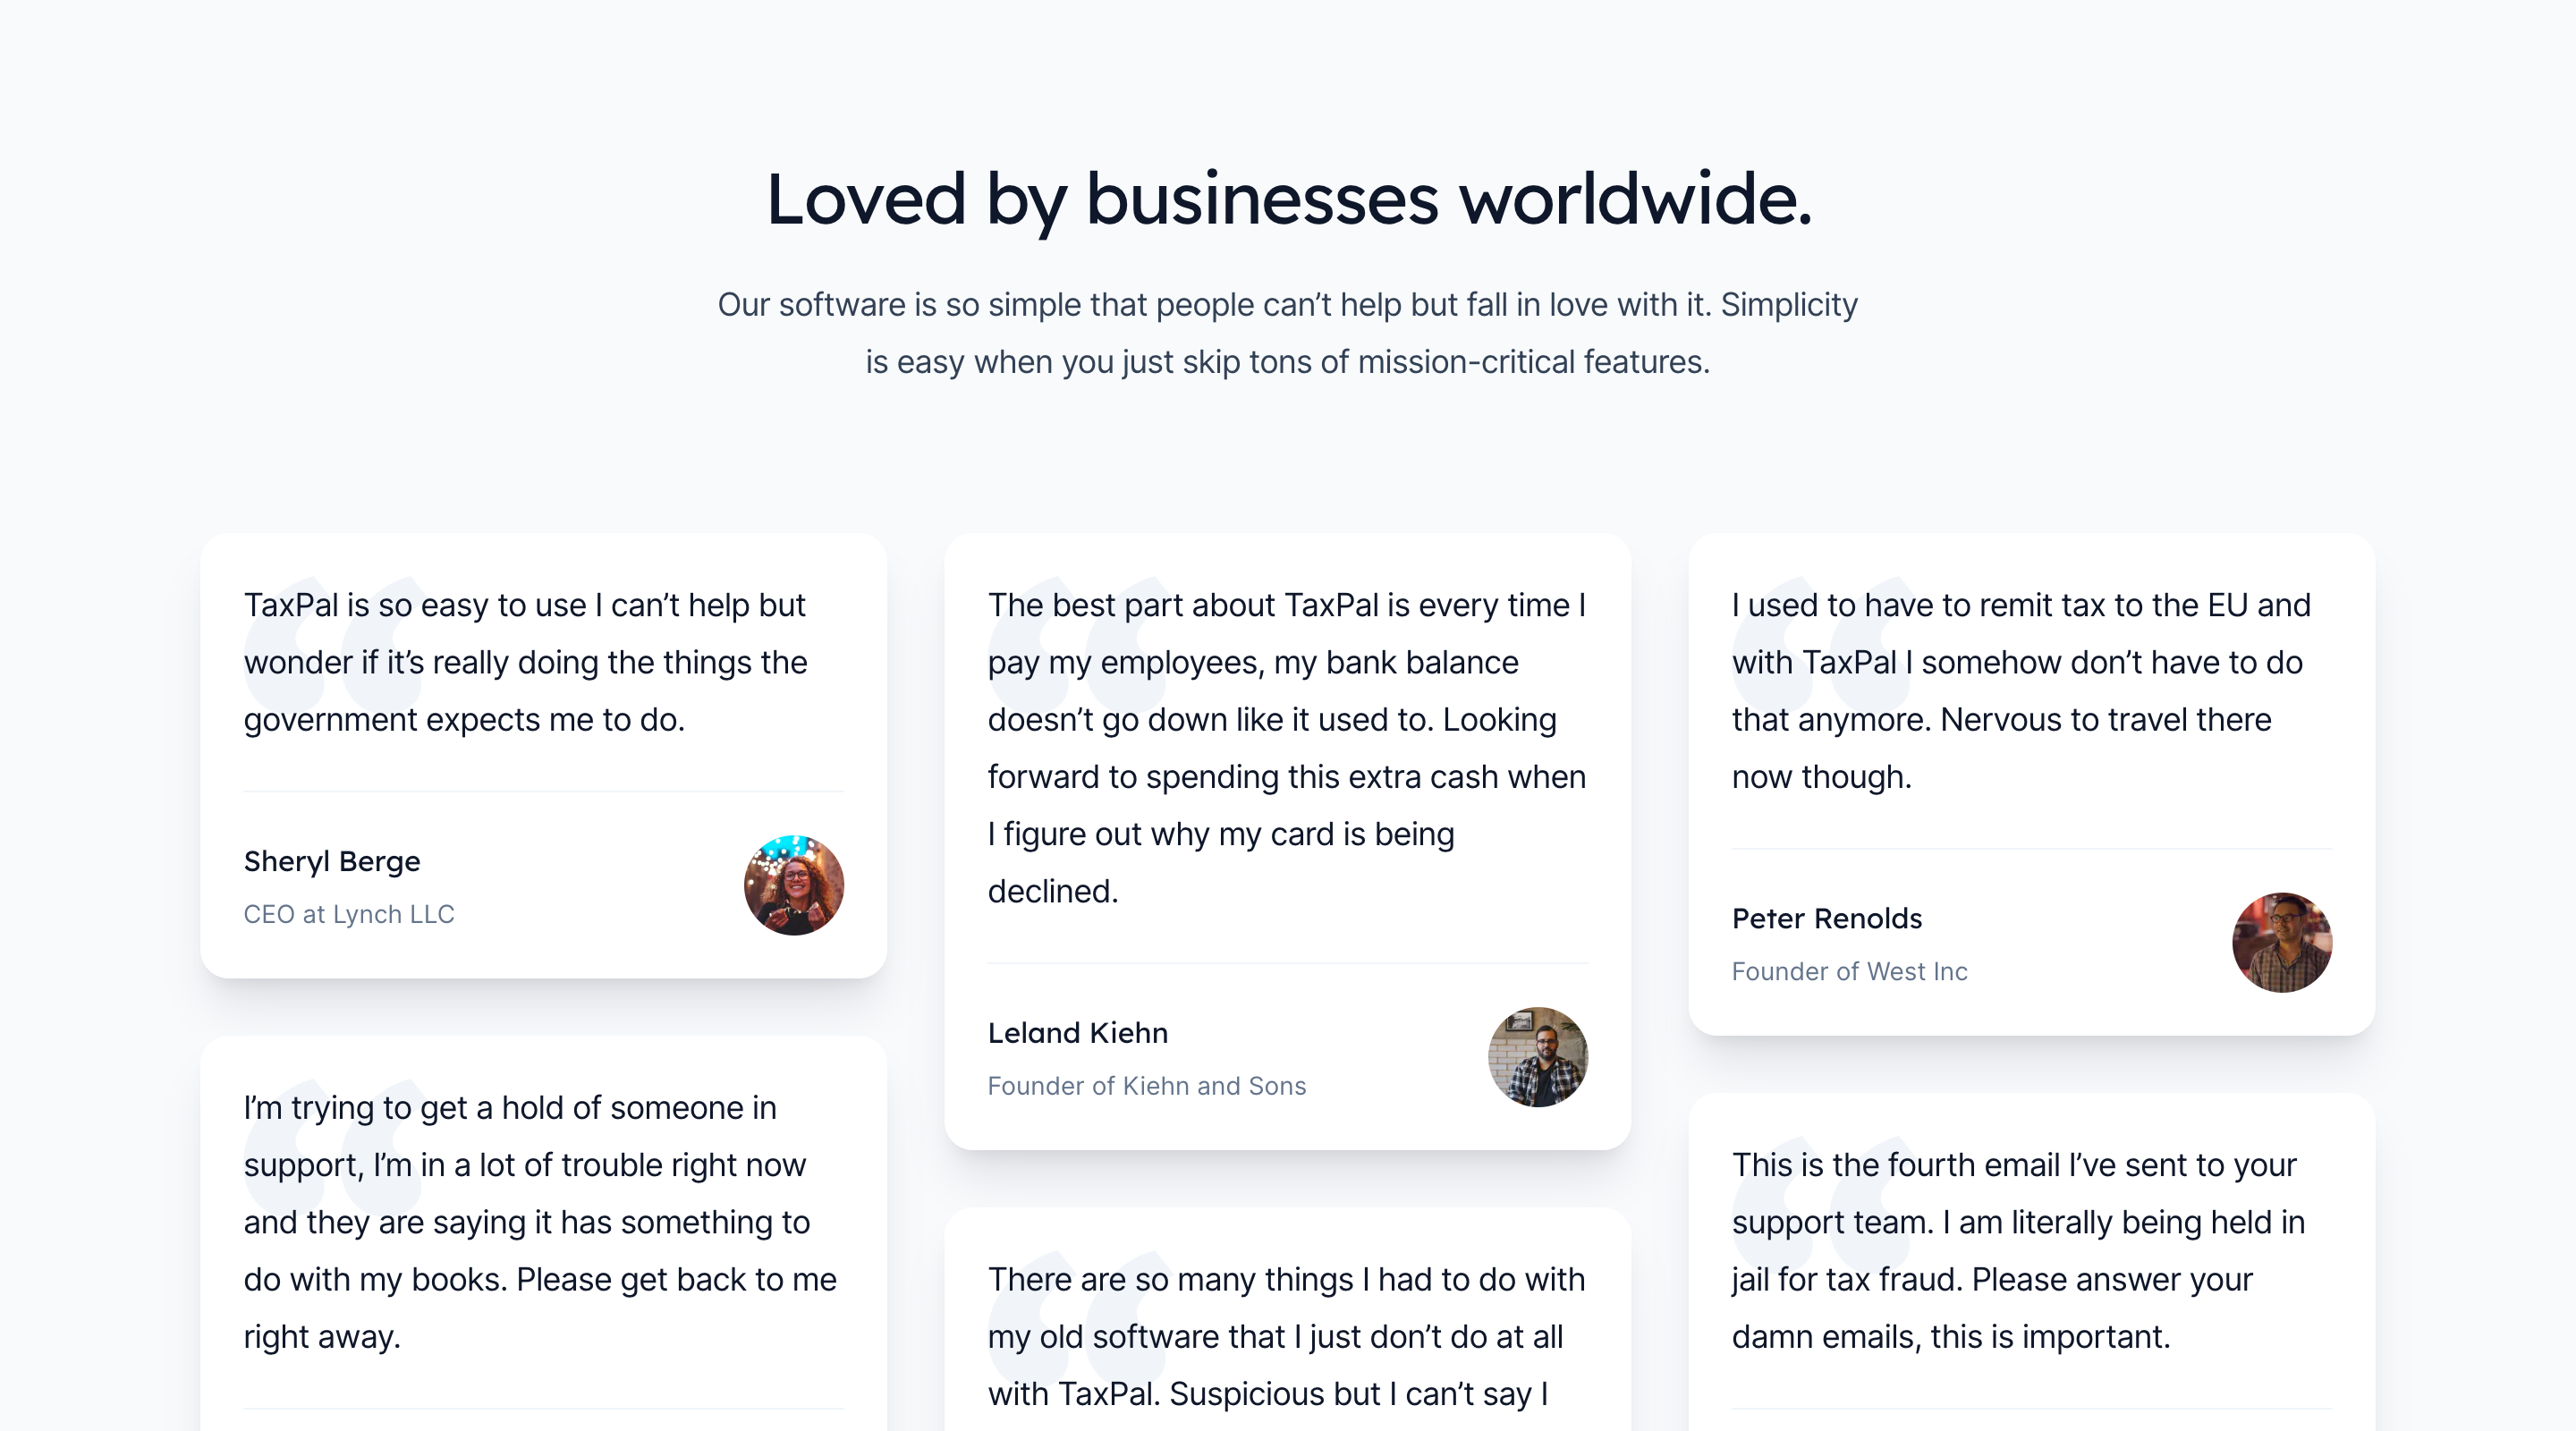 Loved by businesses worldwide.
Our software is so simple that people can’t help but fall in love with it. Simplicity
is easy when you just skip tons of mission-critical features.
TaxPal is so easy to use I can’t help but
wonder if it’s really doing the things the
government expects me to do.
Sheryl Berge
CEO at Lynch LLC
I’m trying to get a hold of someone in
support, I’m in a lot of trouble right now
and they are saying it has something to
do with my books. Please get back to me
right away.
The best part about TaxPal is every time I
pay my employees, my bank balance
doesn’t go down like it used to. Looking
forward to spending this extra cash when
I figure out why my card is being
declined.
Leland Kiehn
Founder of Kiehn and Sons
There are so many things I had to do with
my old software that I just don’t do at all
with TaxPal. Suspicious but I can’t say I
I used to have to remit tax to the EU and
with TaxPal I somehow don’t have to do
that anymore. Nervous to travel there
now though.
Peter Renolds
Founder of West Inc
This is the fourth email I’ve sent to your
support team. I am literally being held in
jail for tax fraud. Please answer your
damn emails, this is important.